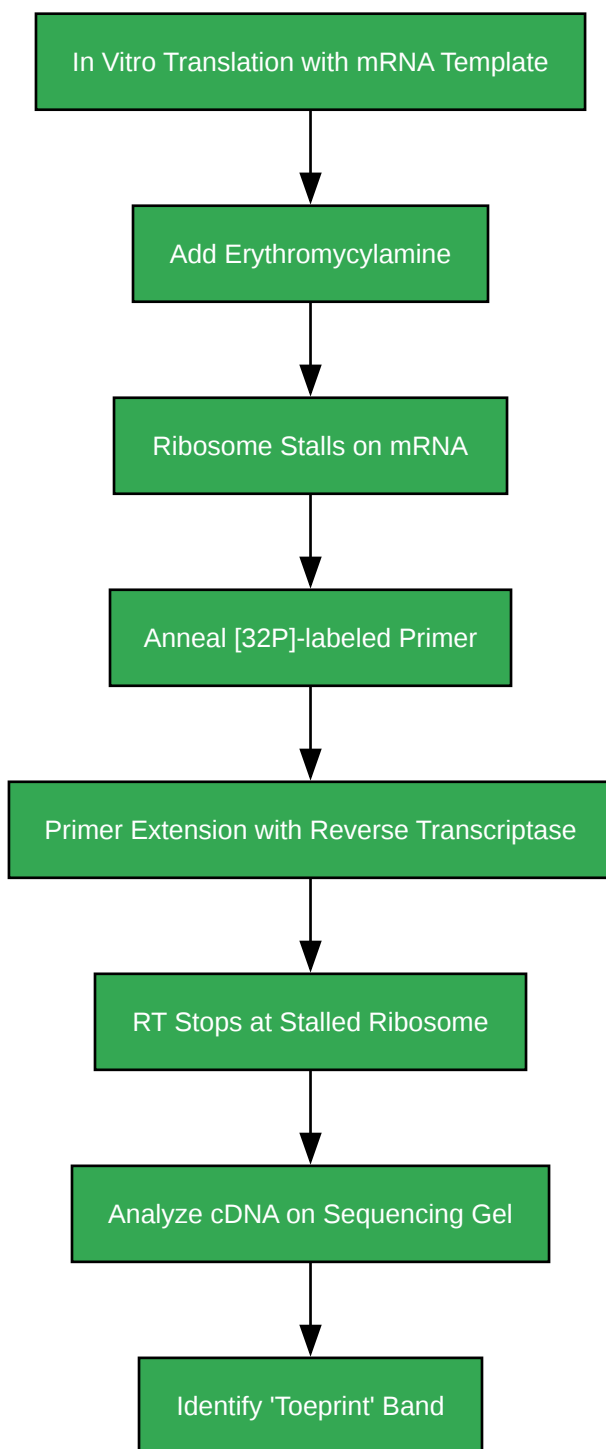 In Vitro Translation with mRNA Template
Add Erythromycylamine
Ribosome Stalls on mRNA
Anneal [32P]-labeled Primer
Primer Extension with Reverse Transcriptase
RT Stops at Stalled Ribosome
Analyze cDNA on Sequencing Gel
Identify 'Toeprint' Band